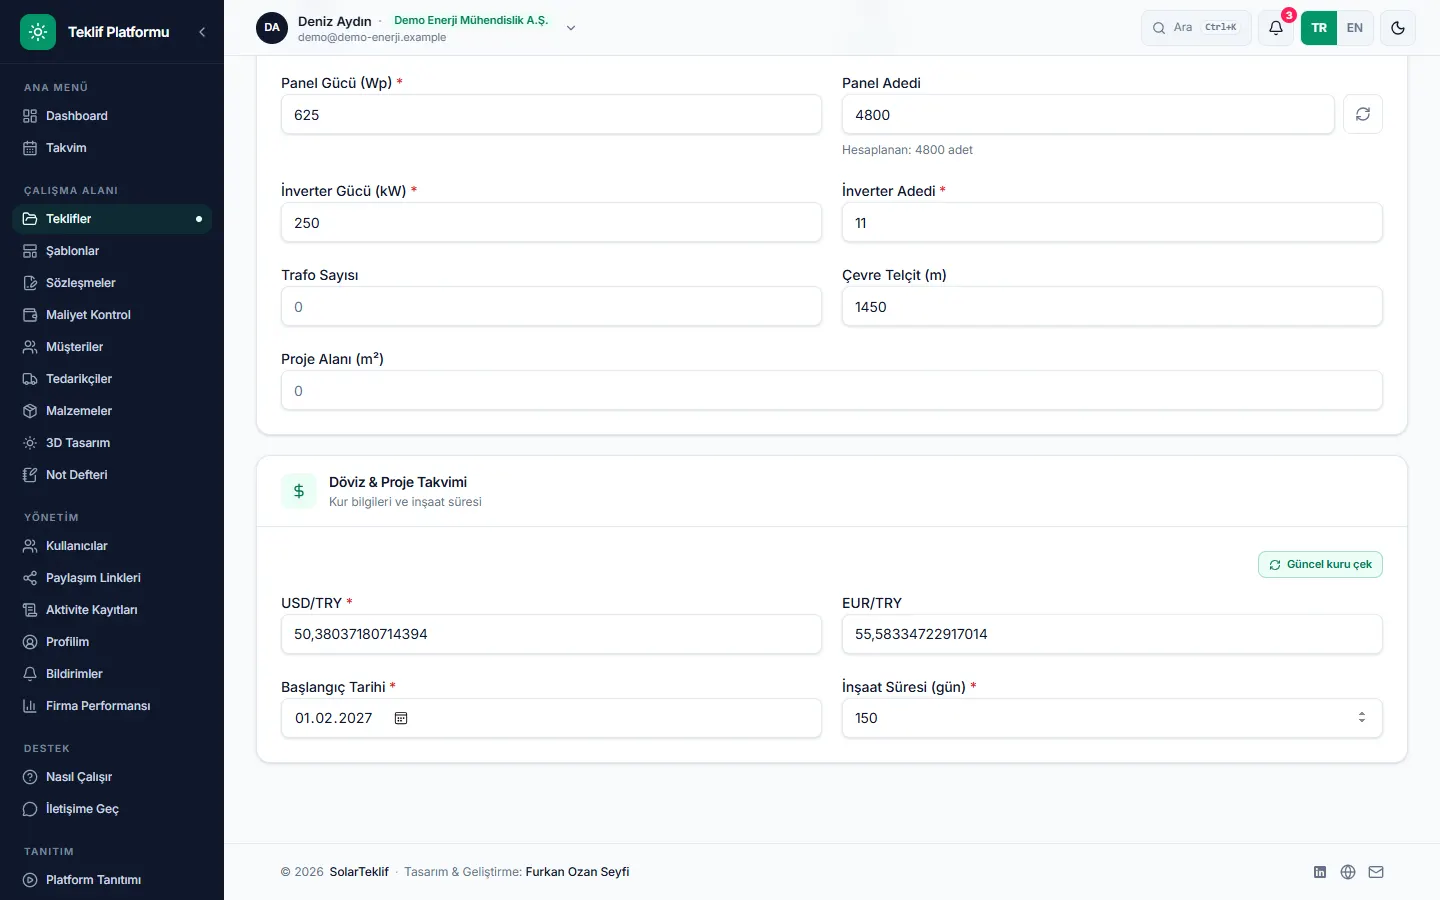 Teklif Platformu
ANA MENÜ
Dashboard
Takvim
ÇALIŞMA ALANI
Teklifler
Şablonlar
Sözleşmeler
Maliyet Kontrol
Müşteriler
Tedarikçiler
Malzemeler
3D Tasarım
Not Defteri
YÖNETİM
Kullanıcılar
Paylaşım Linkleri
Aktivite Kayıtları
Profilim
Bildirimler
Firma Performansı
DESTEK
Nasıl Çalışır
İletişime Geç
TANITIM
Platform Tanıtımı
DA
Deniz Aydın · Demo Enerji Mühendislik A.Ş.
demo@demo-enerji.example
Ara Ctrl+K
3
TR EN
Panel Gücü (Wp) *
625
Panel Adedi
4800
Hesaplanan: 4800 adet
İnverter Gücü (kW) *
250
İnverter Adedi *
11
Trafo Sayısı
0
Çevre Telçit (m)
1450
Proje Alanı (m²)
0
$
Döviz & Proje Takvimi
Kur bilgileri ve inşaat süresi
Güncel kuru çek
USD/TRY *
50,38037180714394
EUR/TRY
55,58334722917014
Başlangıç Tarihi *
01.02.2027
İnşaat Süresi (gün) *
150
© 2026 SolarTeklif · Tasarım & Geliştirme: Furkan Ozan Seyfi
in